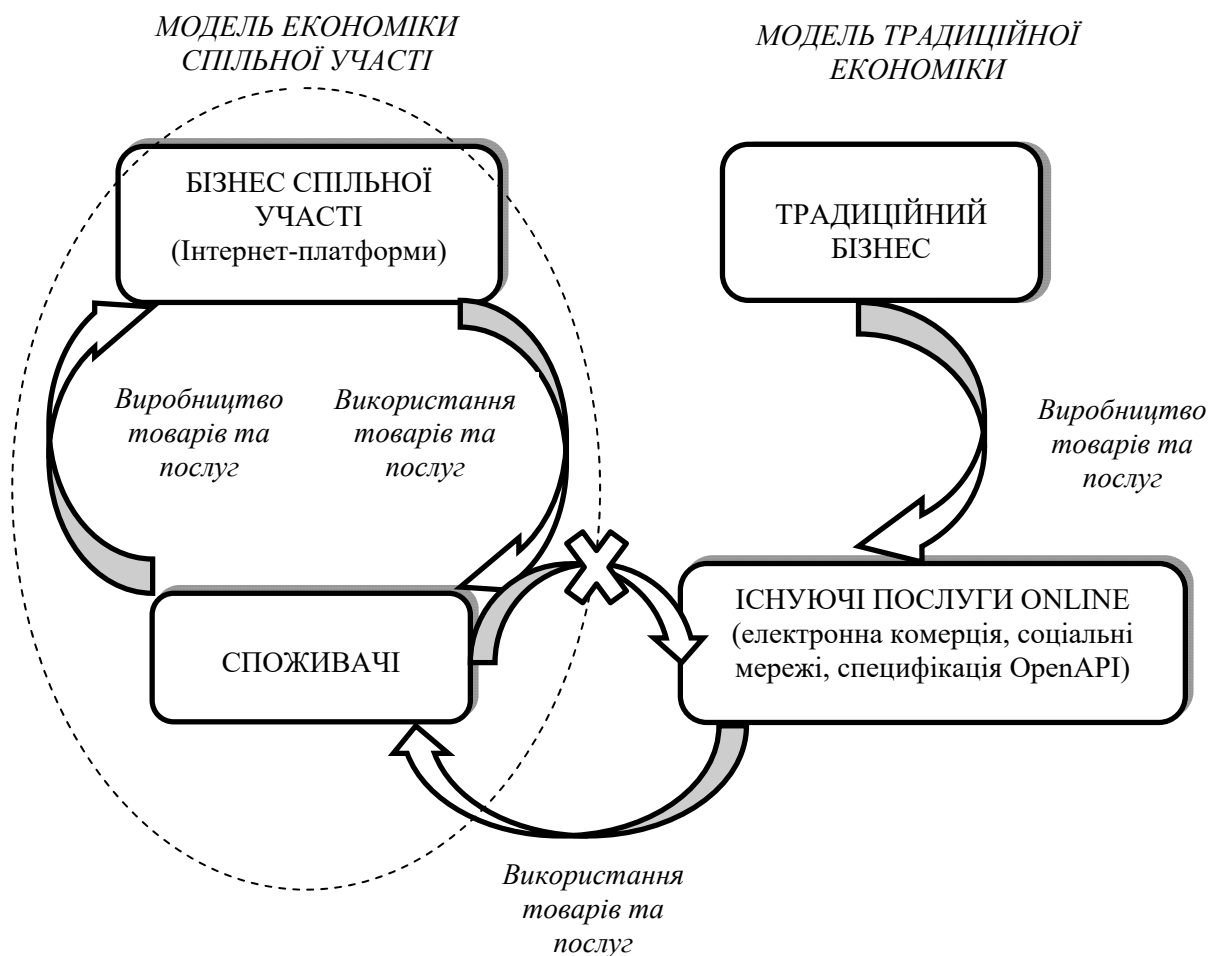 МОДЕЛЬ ЕКОНОМІКИ
СПІЛЬНОЇ УЧАСТІ
МОДЕЛЬ ТРАДИЦІЙНОЇ
ЕКОНОМІКИ
БІЗНЕС СПІЛЬНОЇ
УЧАСТІ
(Інтернет-платформи)
ТРАДИЦІЙНИЙ
БІЗНЕС
Виробництво
товарів та
послуг
Використання
товарів та
послуг
Виробництво
товарів та
послуг
СПОЖИВАЧІ
ІСНУЮЧІ ПОСЛУГИ ONLINE
(електронна комерція, соціальні
мережі, специфікація OpenAPI)
Використання
товарів та
послуг